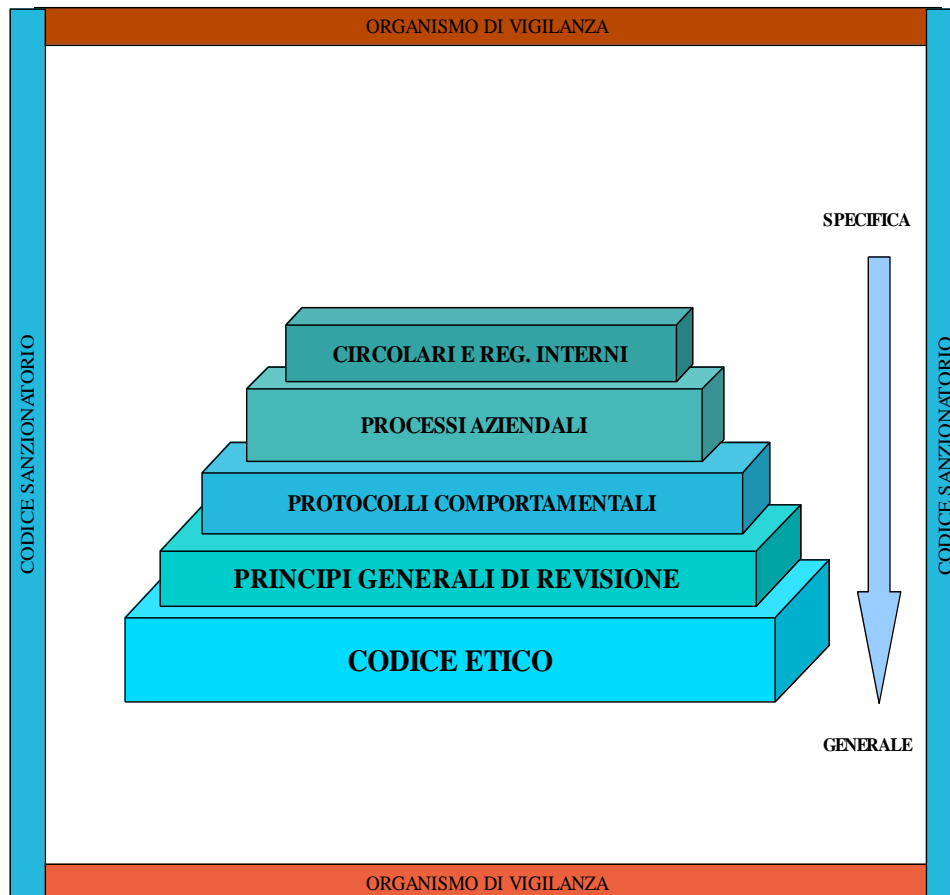 ORGANISMO DI VIGILANZA
CODICE SANZIONATORIO
SPECIFICA
CIRCOLARI E REG. INTERNI
PROCESSI AZIENDALI
PROTOCOLLI COMPORTAMENTALI
PRINCIPI GENERALI DI REVISIONE
CODICE ETICO
GENERALE
CODICE SANZIONATORIO
ORGANISMO DI VIGILANZA